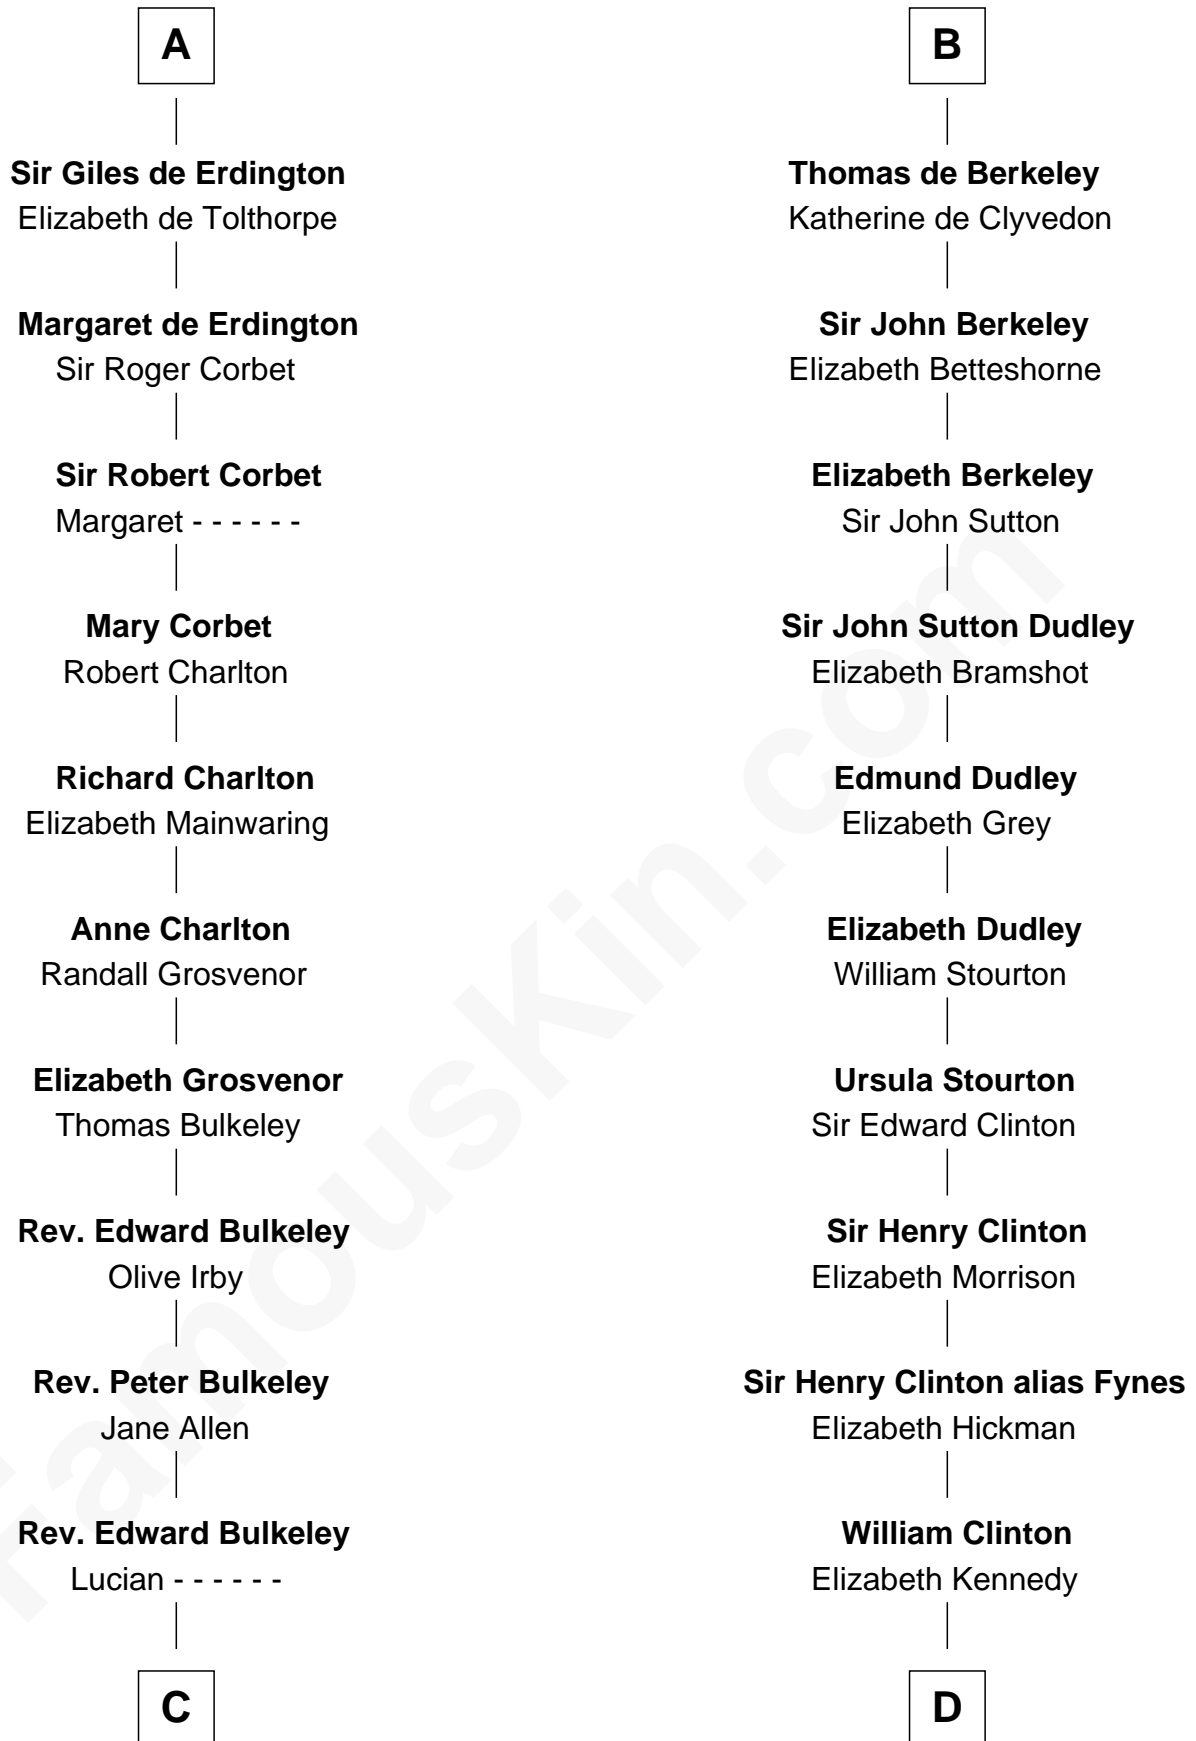 A
Sir Giles de Erdington
Elizabeth de Tolthorpe
Margaret de Erdington
Sir Roger Corbet
Sir Robert Corbet
Margaret - - - - - -
Mary Corbet
Robert Charlton
Richard Charlton
Elizabeth Mainwaring
Anne Charlton
Randall Grosvenor
Elizabeth Grosvenor
Thomas Bulkeley
Rev. Edward Bulkeley
Olive Irby
Rev. Peter Bulkeley
Jane Allen
Rev. Edward Bulkeley
Lucian - - - - - -
C
B
Thomas de Berkeley
Katherine de Clyvedon
Sir John Berkeley
Elizabeth Betteshorne
Elizabeth Berkeley
Sir John Sutton
Sir John Sutton Dudley
Elizabeth Bramshot
Edmund Dudley
Elizabeth Grey
Elizabeth Dudley
William Stourton
Ursula Stourton
Sir Edward Clinton
Sir Henry Clinton
Elizabeth Morrison
Sir Henry Clinton alias Fynes
Elizabeth Hickman
William Clinton
Elizabeth Kennedy
D
FamousKin.com